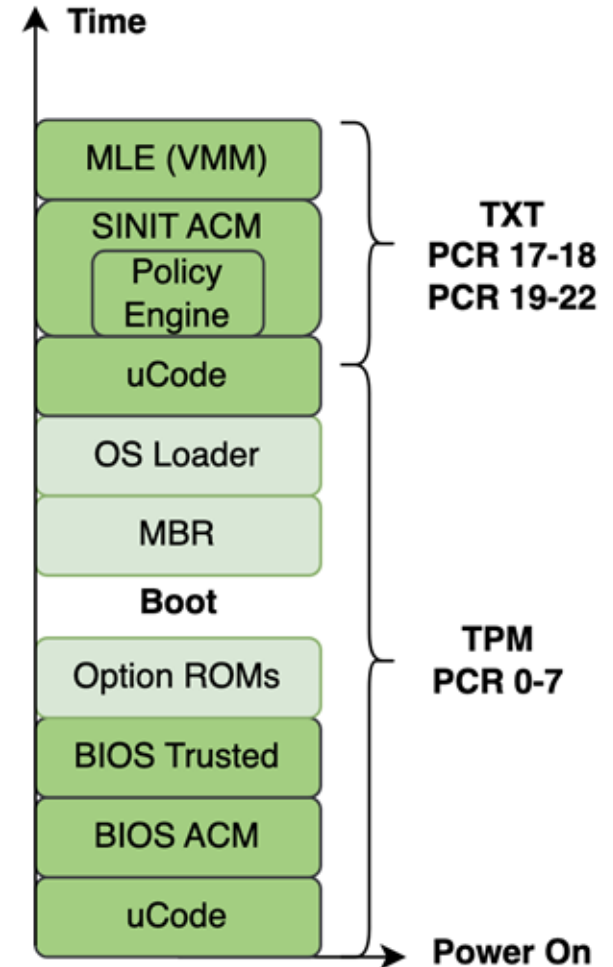 Time
MLE (VMM)
SINIT ACM
Policy
Engine
uCode
OS Loader
MBR
Boot
Option ROMs
BIOS Trusted
BIOS ACM
uCode
TXT
PCR 17-18
PCR 19-22
TPM
PCR 0-7
Power On